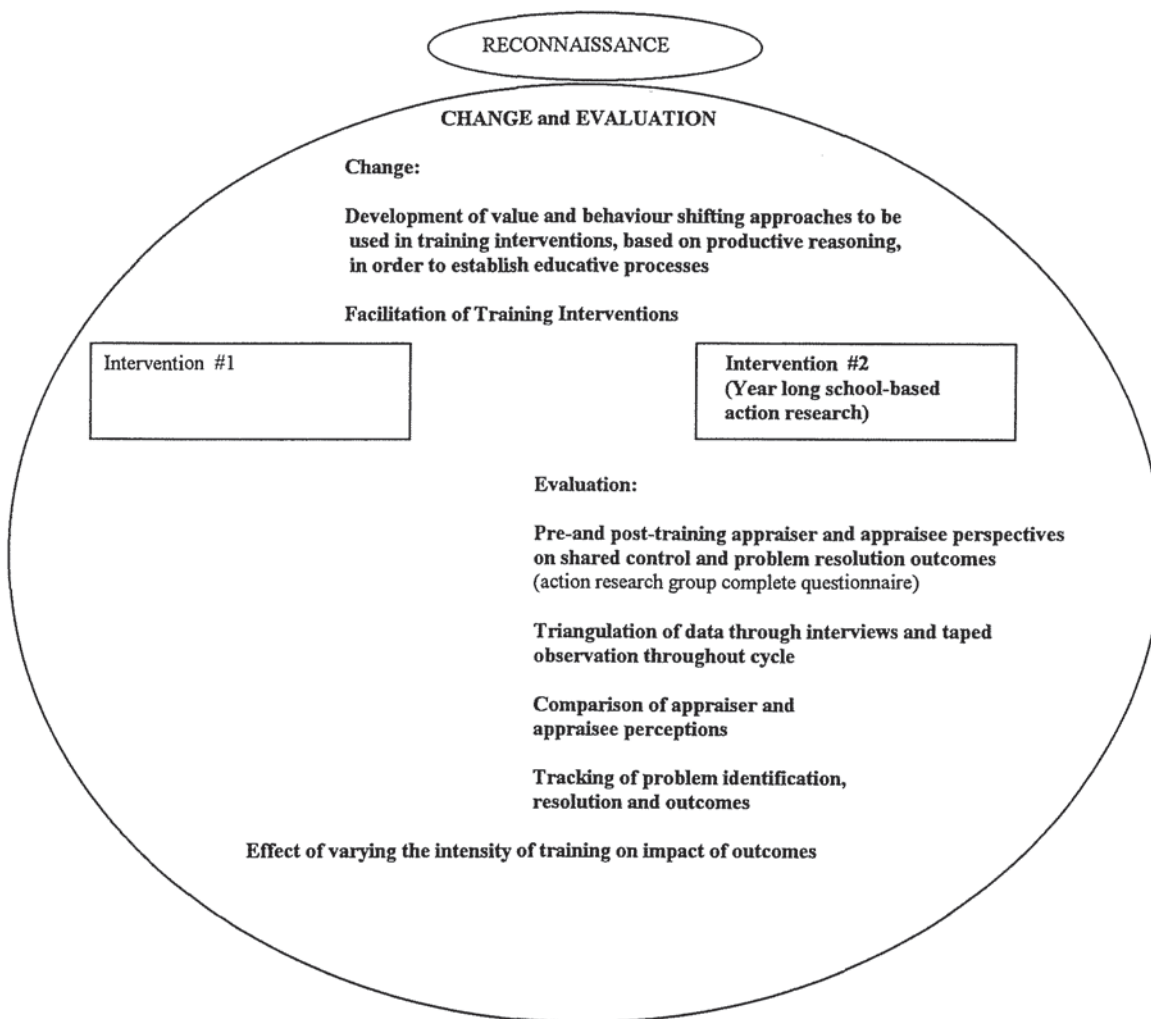 RECONNAISSANCE
CHANGE and EVALUATION
Change:
Development of value and behaviour shifting approaches to be
used in training interventions, based on productive reasoning,
in order to establish educative processes
Facilitation of Training Interventions
Intervention #1
Intervention #2
(Year long school-based
action research)
Evaluation:
Pre-and post-training appraiser and appraisee perspectives
on shared control and problem resolution outcomes
(action research group complete questionnaire)
Triangulation of data through interviews and taped
observation throughout cycle
Comparison of appraiser and
appraisee perceptions
Tracking of problem identification,
resolution and outcomes
Effect of varying the intensity of training on impact of outcomes